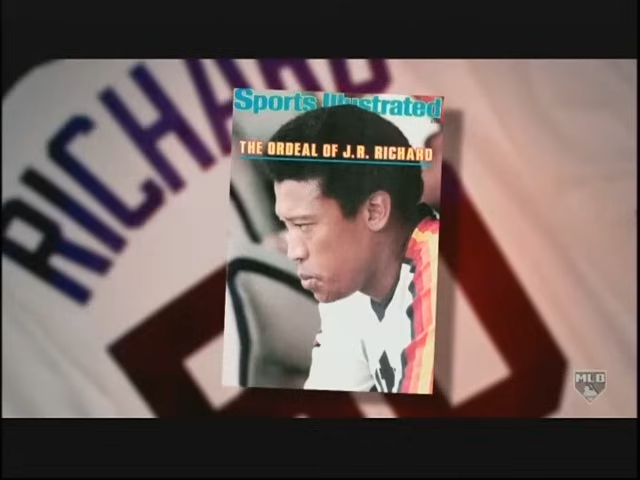 RICHARD
Sports Illustrated
THE ORDEAL OF J.R. RICHARD
MLB